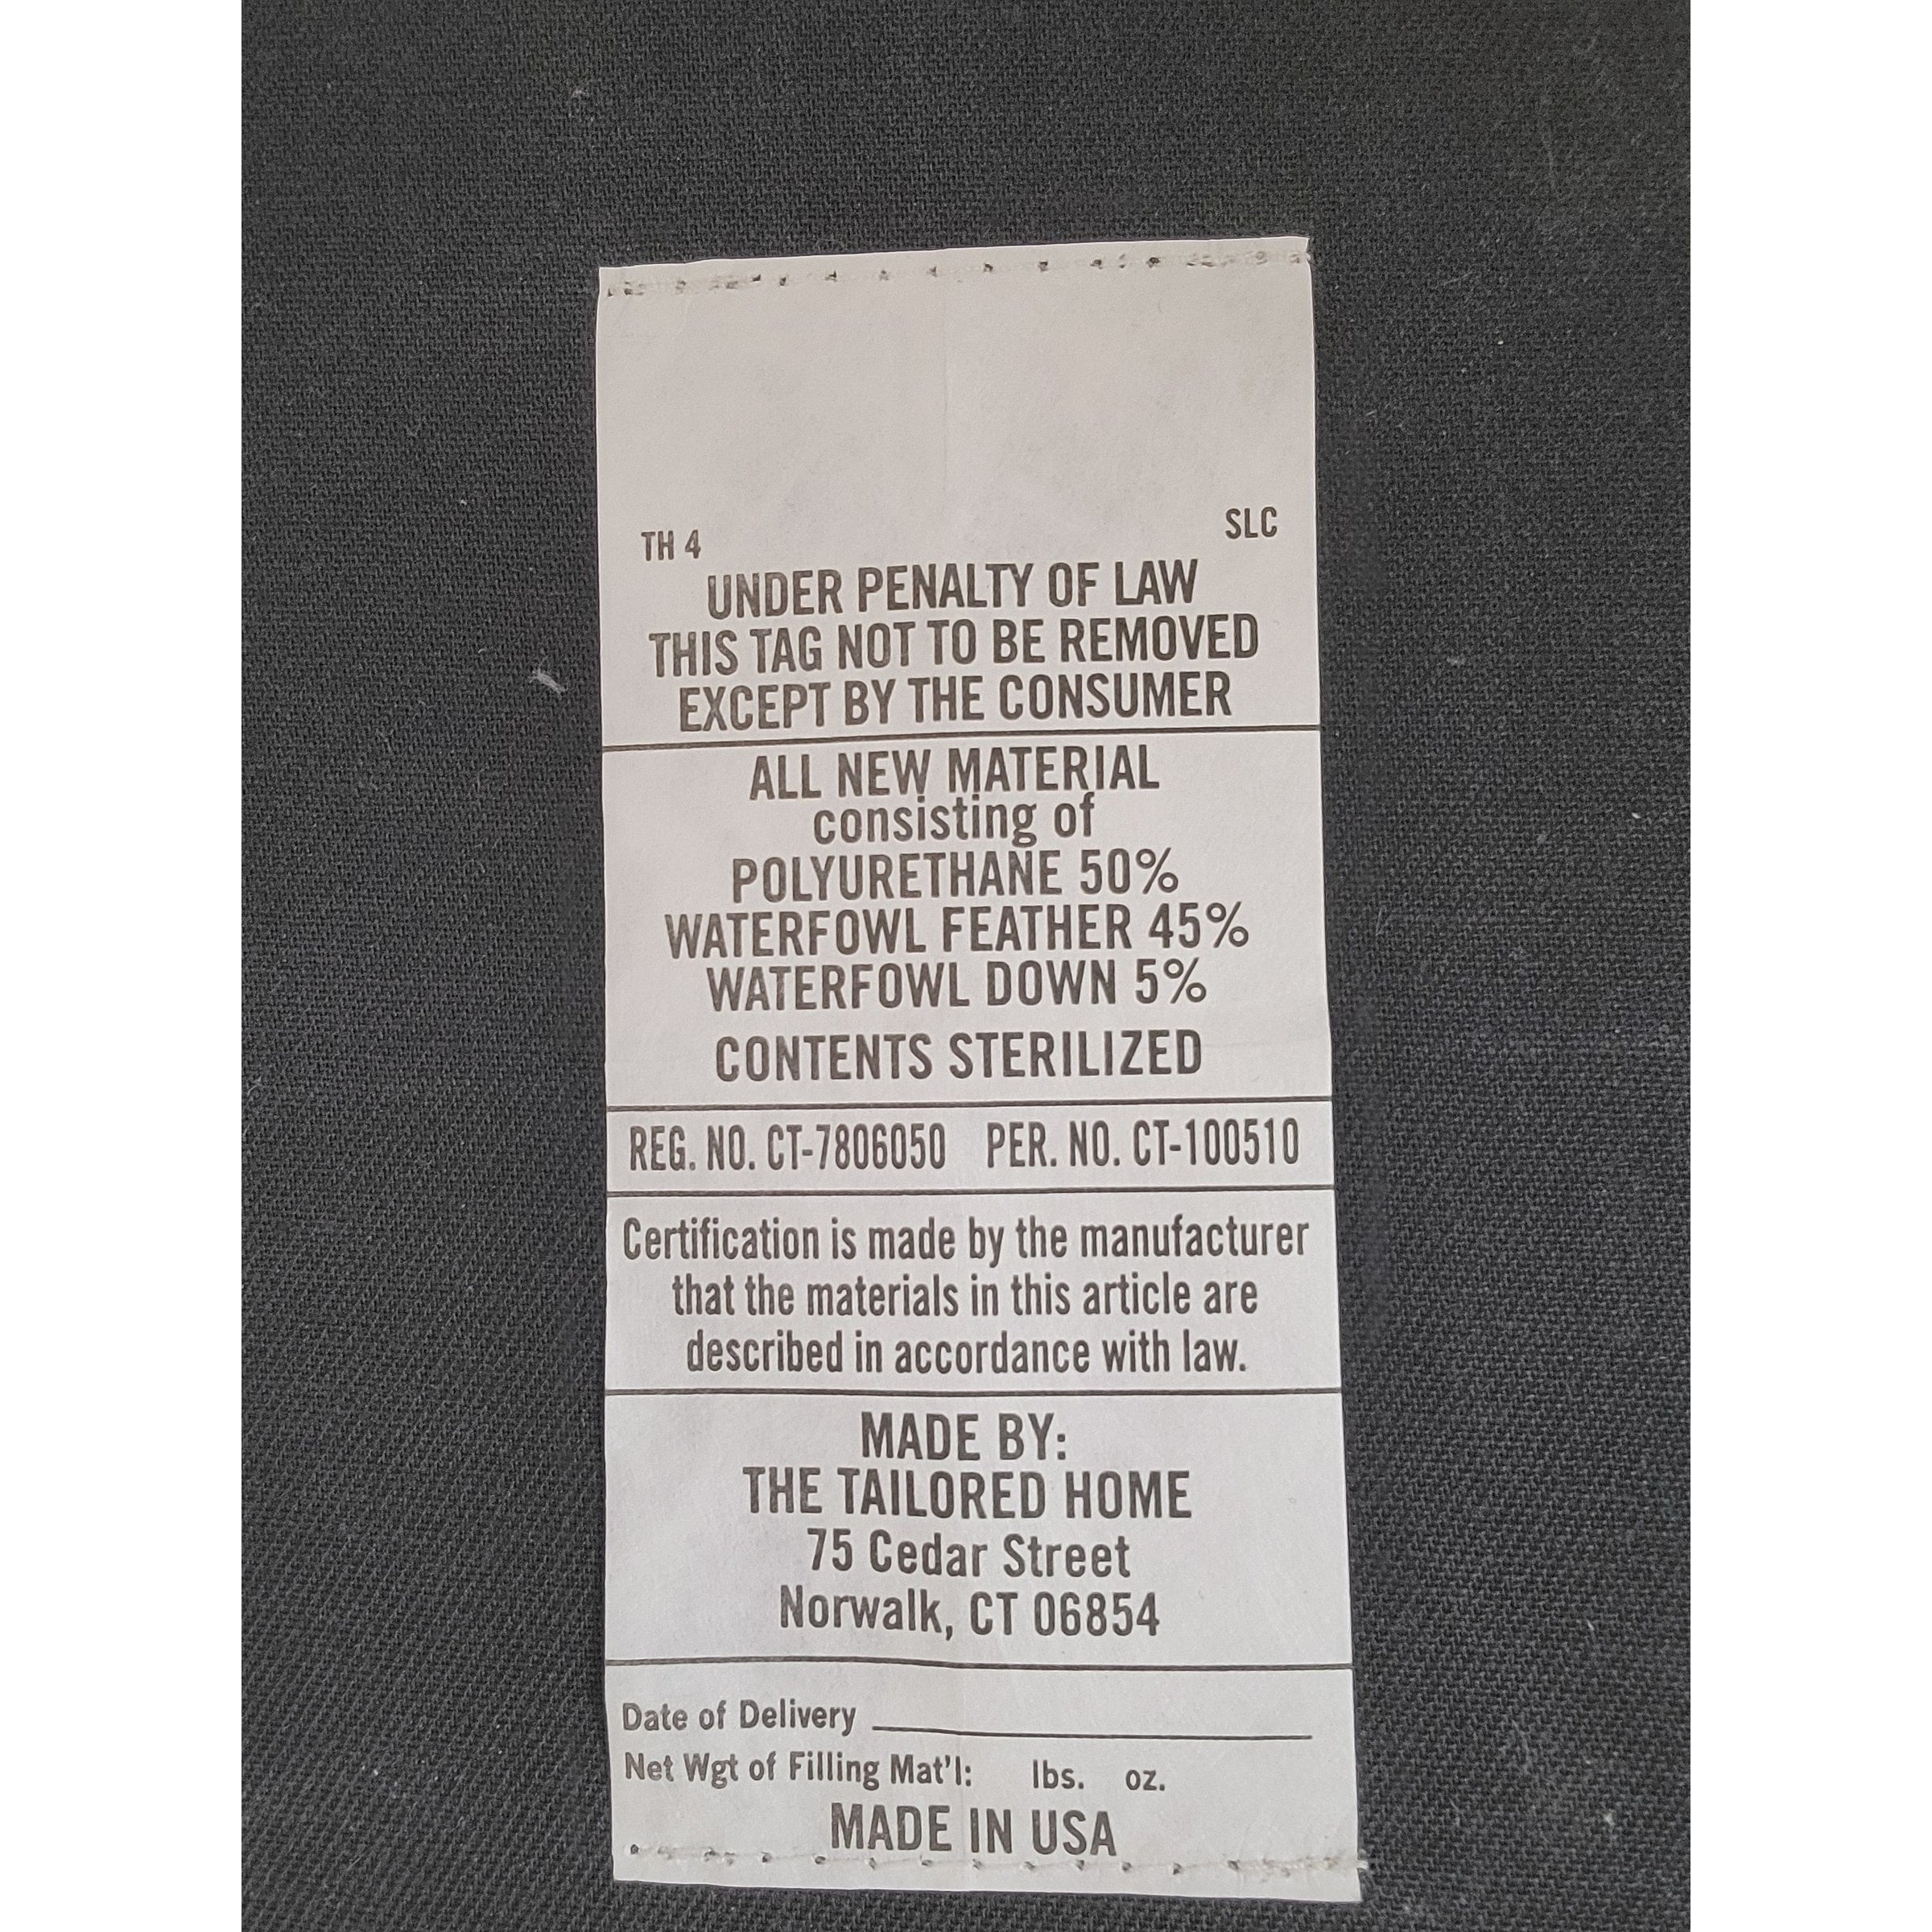 TH 4 SLC
UNDER PENALTY OF LAW
THIS TAG NOT TO BE REMOVED
EXCEPT BY THE CONSUMER
ALL NEW MATERIAL
consisting of
POLYURETHANE 50%
WATERFOWL FEATHER 45%
WATERFOWL DOWN 5%
CONTENTS STERILIZED
REG. NO. CT-7806050 PER. NO. CT-100510
Certification is made by the manufacturer
that the materials in this article are
described in accordance with law.
MADE BY:
THE TAILORED HOME
75 Cedar Street
Norwalk, CT 06854
Date of Delivery
Net Wgt of Filling Mat'l: lbs. oz.
MADE IN USA